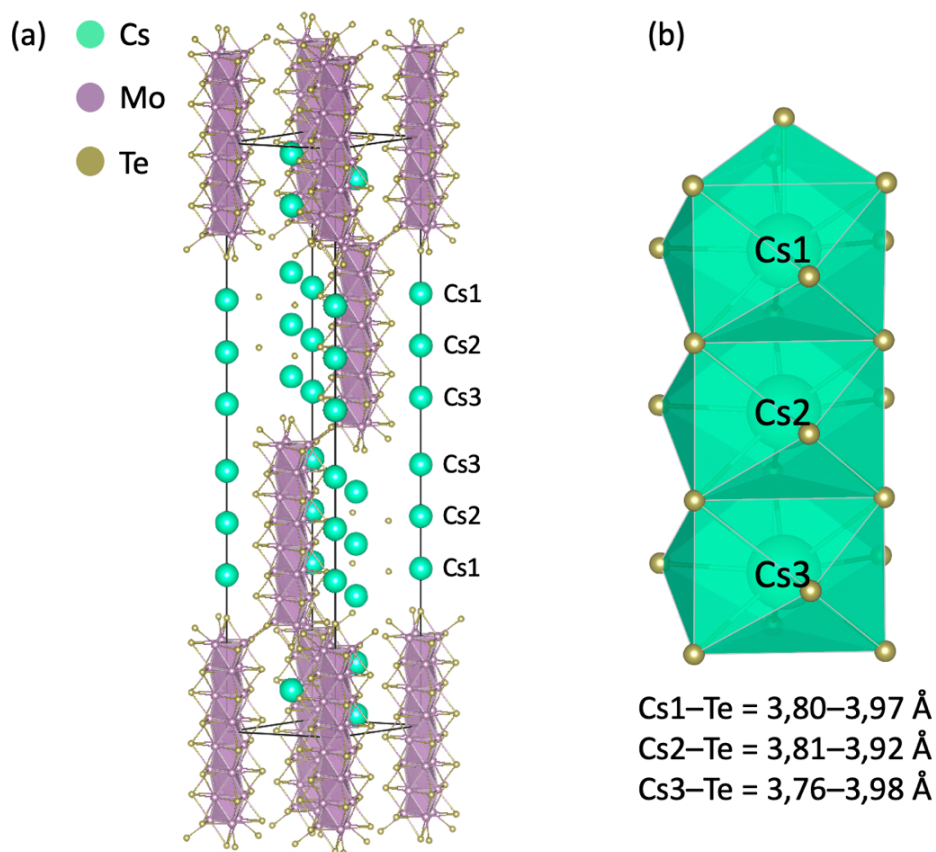 (a)
Cs
Mo
Te
Cs1
Cs2
Cs3
Cs3
Cs2
Cs1
(b)
Cs1
Cs2
Cs3
Cs1–Te = 3,80–3,97 Å
Cs2–Te = 3,81–3,92 Å
Cs3–Te = 3,76–3,98 Å